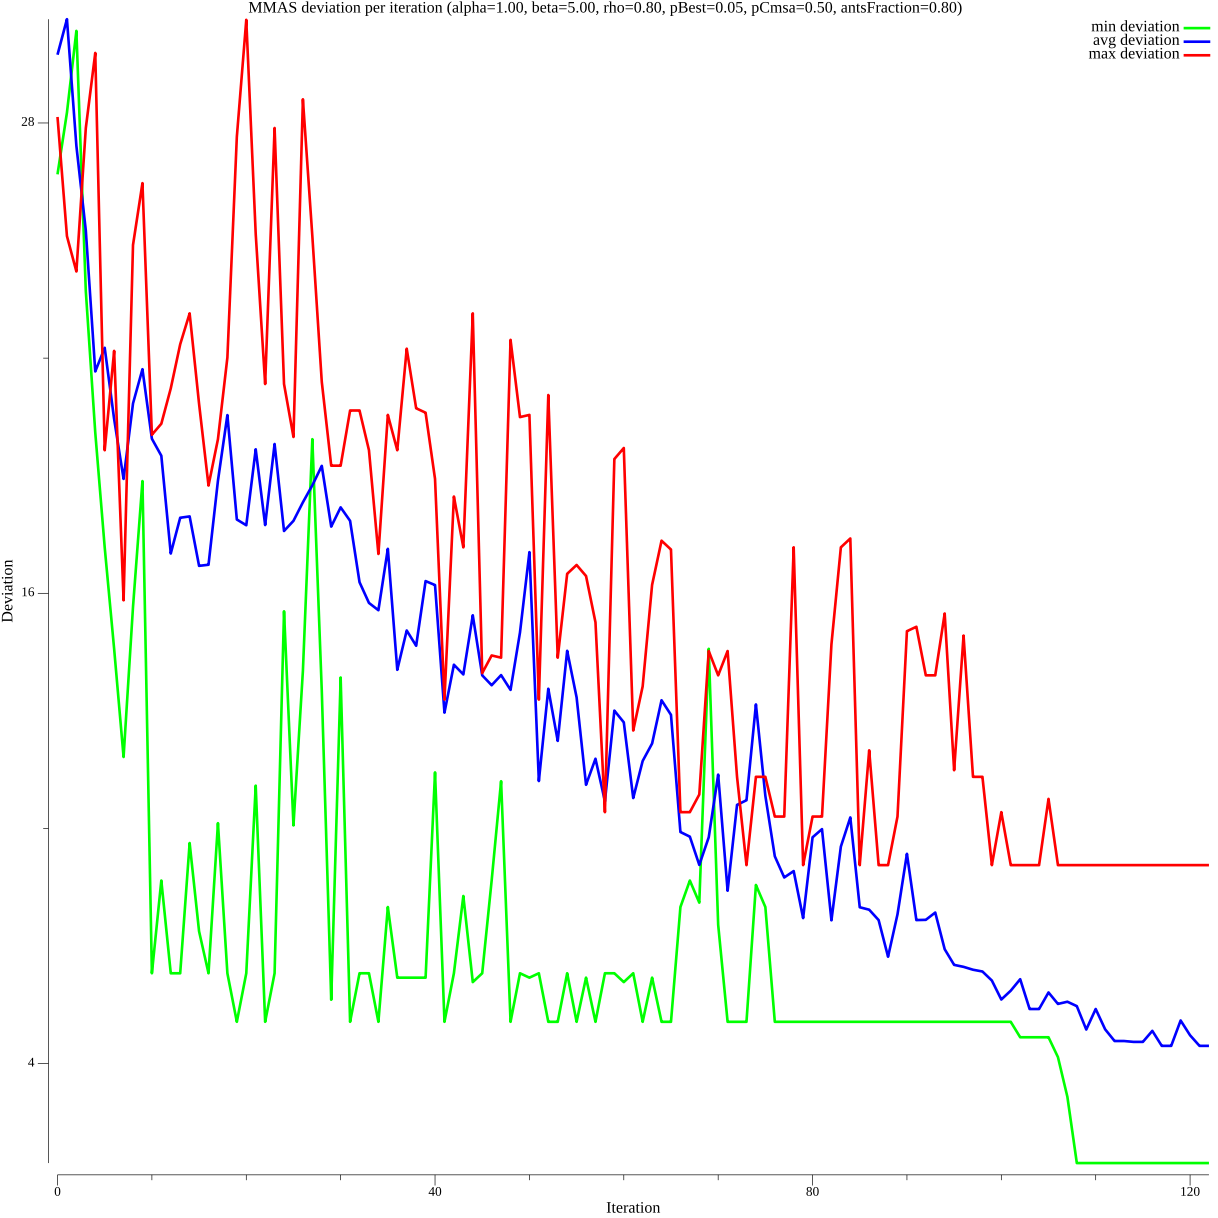 MMAS deviation per iteration (alpha=1.00, beta=5.00, rho=0.80, pBest=0.05, pCmsa=0.50, antsFraction=0.80)
min deviation
avg deviation
max deviation
28
16
4
Deviation
0
40
80
120
Iteration